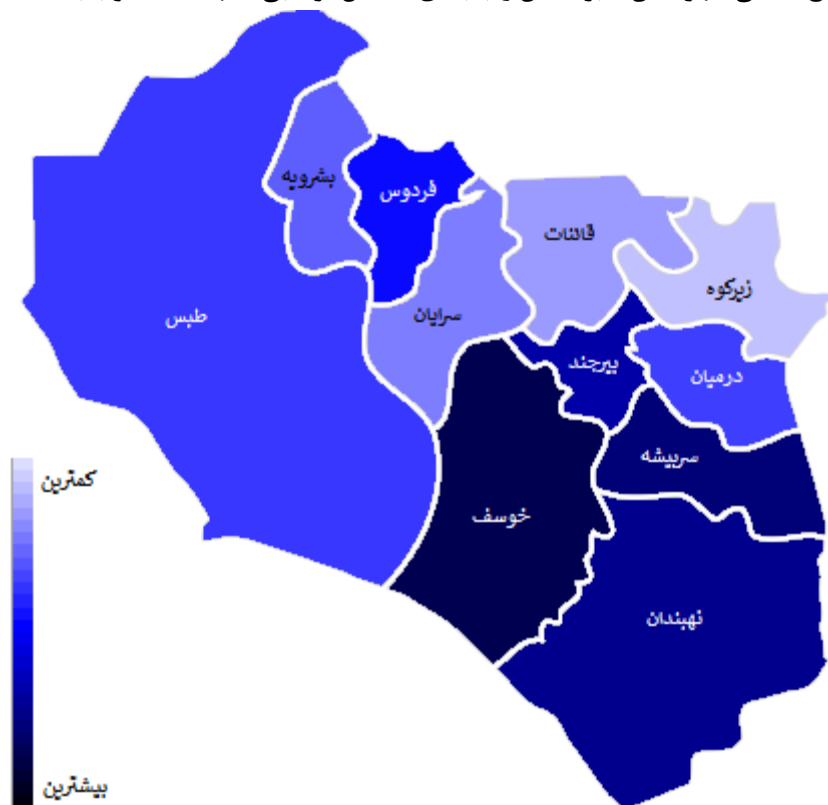 بشرویه
فردوس
قائنات
زیرکوه
طبس
سرایان
بیرجند
درمیان
سربیشه
کمترین
خوسف
نهبندان
بیشترین